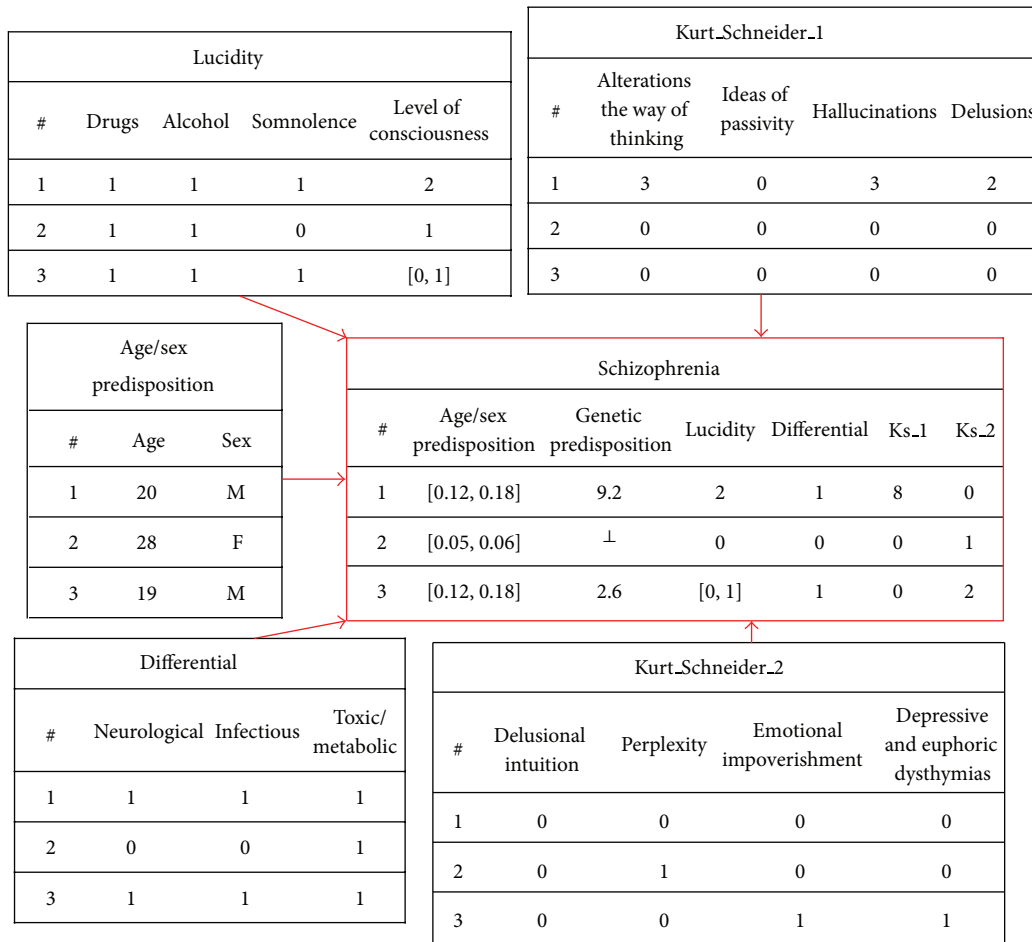 Lucidity
# Drugs Alcohol Somnolence Level of consciousness
1 1 1 1 2
2 1 1 0 1
3 1 1 1 [0, 1]
Kurt_Schneider_1
# Alterations the way of thinking Ideas of passivity Hallucinations Delusions
1 3 0 3 2
2 0 0 0 0
3 0 0 0 0
Age/sex
predisposition
# Age Sex
1 20 M
2 28 F
3 19 M
Schizophrenia
# Age/sex predisposition Genetic predisposition Lucidity Differential Ks_1 Ks_2
1 [0.12, 0.18] 9.2 2 1 8 0
2 [0.05, 0.06] ⊥ 0 0 0 1
3 [0.12, 0.18] 2.6 [0, 1] 1 0 2
Differential
# Neurological Infectious Toxic/ metabolic
1 1 1 1
2 0 0 1
3 1 1 1
Kurt_Schneider_2
# Delusional intuition Perplexity Emotional impoverishment Depressive and euphoric dysthymias
1 0 0 0 0
2 0 1 0 0
3 0 0 1 1